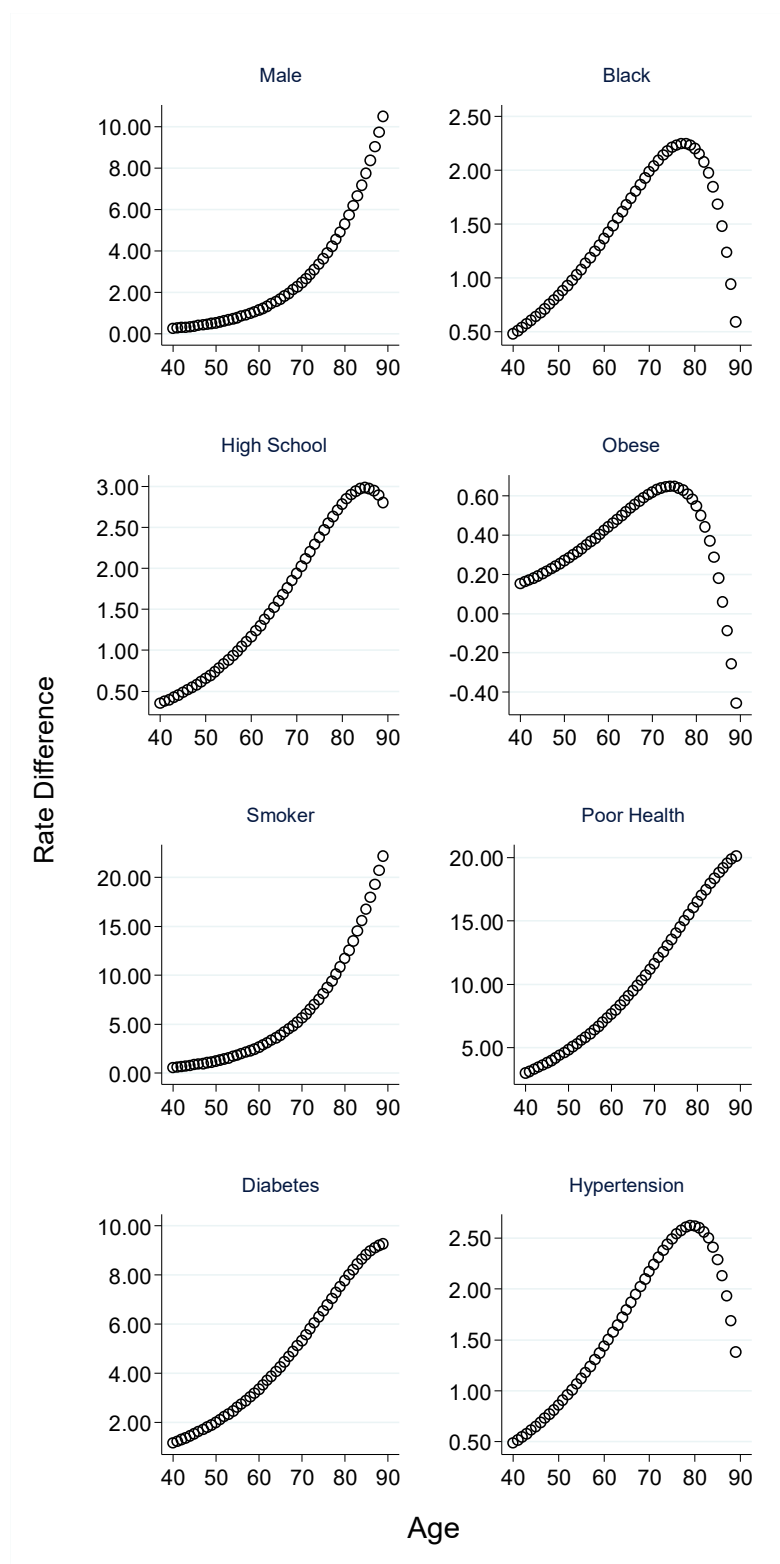 Male
10.00
8.00
6.00
4.00
2.00
0.00
40 50 60 70 80 90
Black
2.50
2.00
1.50
1.00
0.50
40 50 60 70 80 90
High School
3.00
2.50
2.00
1.50
1.00
0.50
40 50 60 70 80 90
Obese
0.60
0.40
0.20
0.00
-0.20
-0.40
40 50 60 70 80 90
Rate Difference
Smoker
20.00
15.00
10.00
5.00
0.00
40 50 60 70 80 90
Poor Health
20.00
15.00
10.00
5.00
40 50 60 70 80 90
Diabetes
10.00
8.00
6.00
4.00
2.00
40 50 60 70 80 90
Hypertension
2.50
2.00
1.50
1.00
0.50
40 50 60 70 80 90
Age